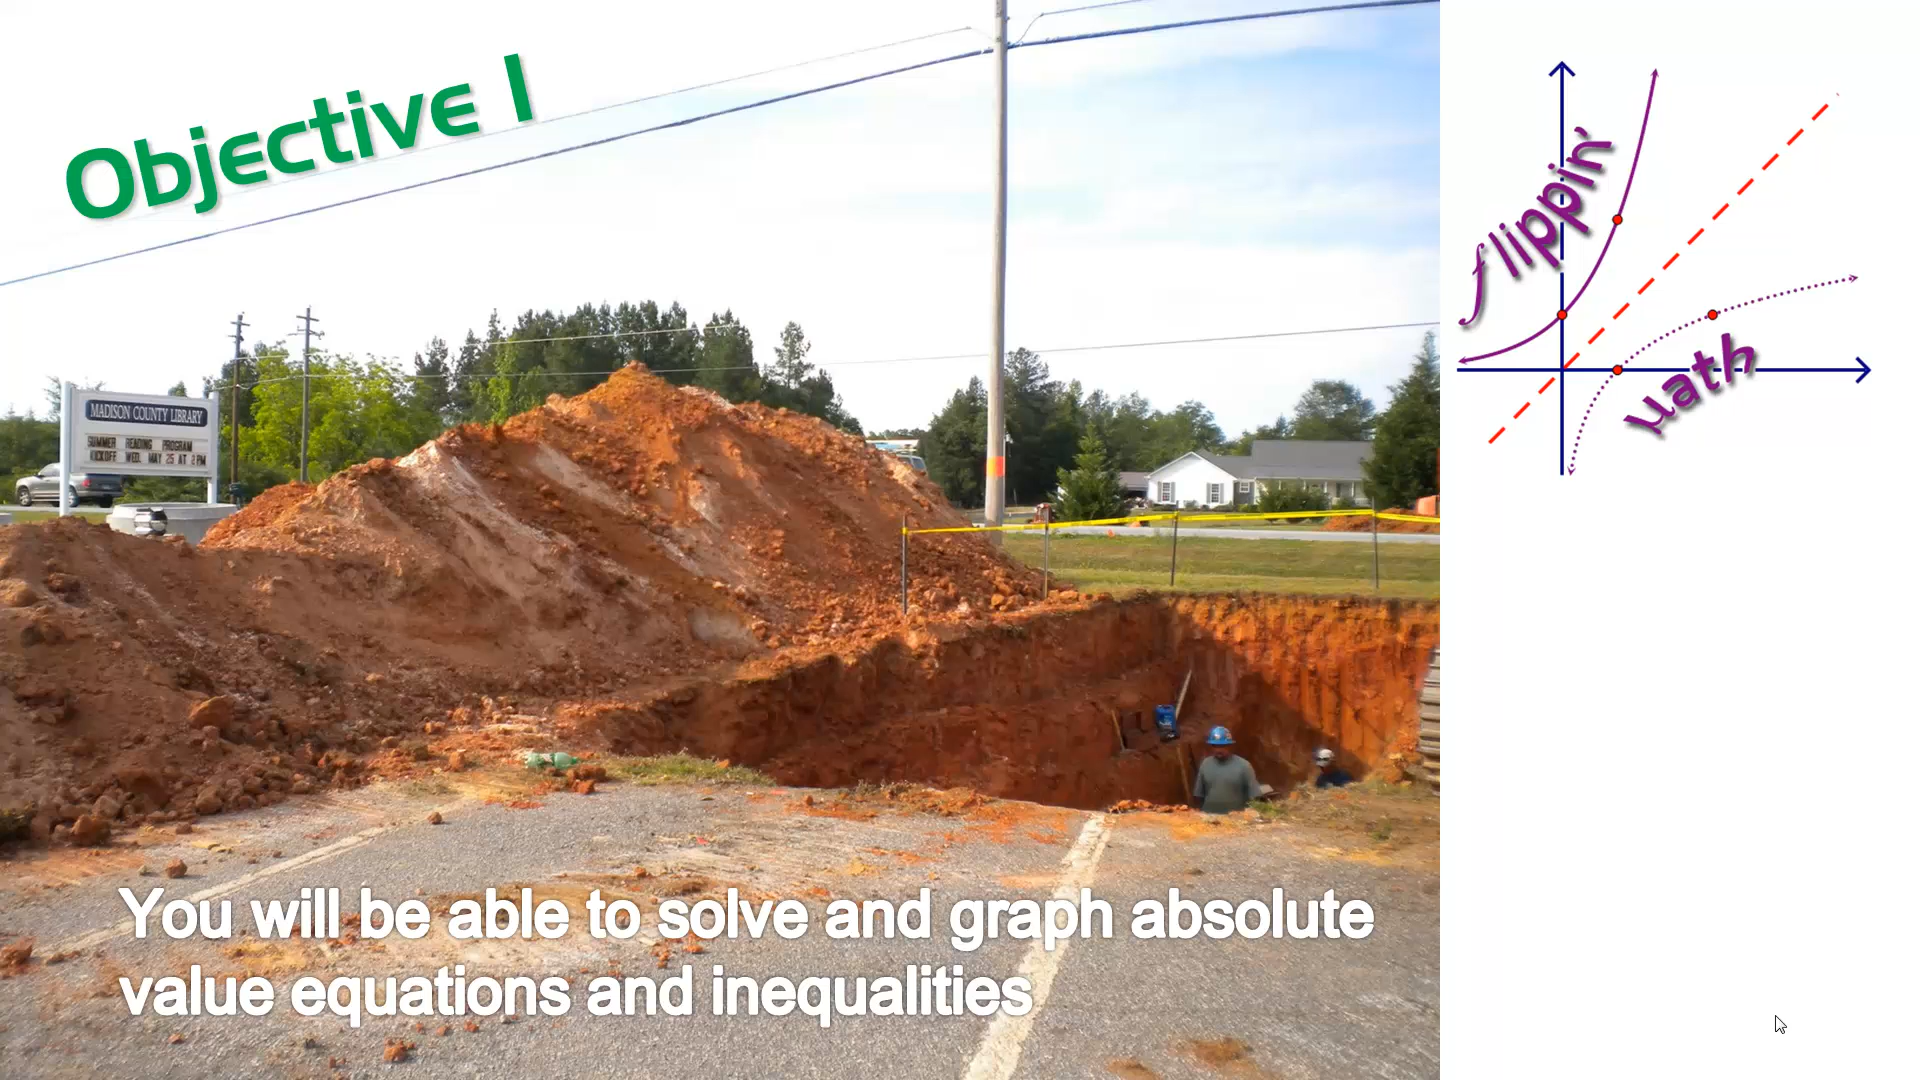 Objective 1
flippin'
math
MADISON COUNTY LIBRARY
SUMMER READING PROGRAM
KICKOFF WED. MAY 25 AT 2 PM
You will be able to solve and graph absolute
value equations and inequalities